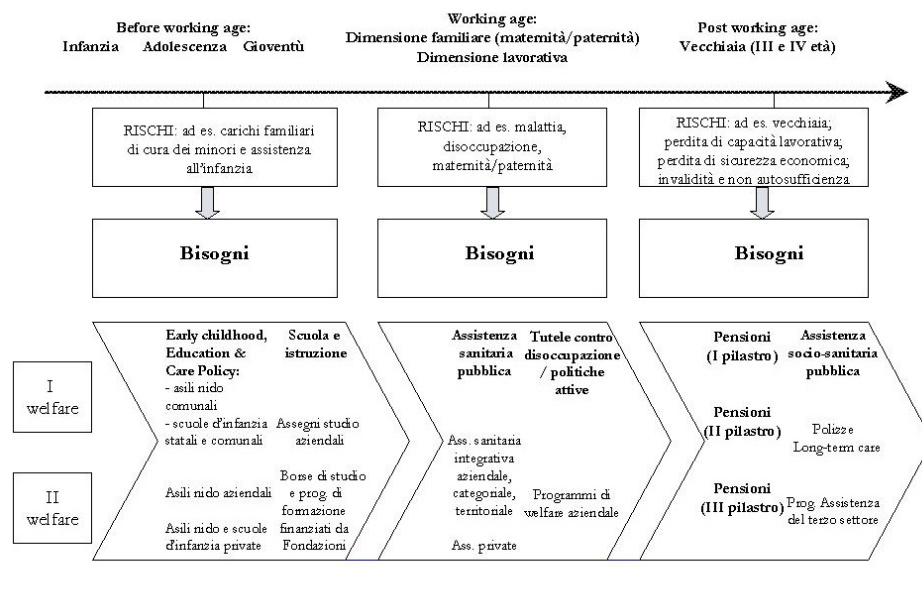 Before working age:
Infanzia Adolescenza Gioventù
Working age:
Dimensione familiare (maternità/paternità)
Dimensione lavorativa
Post working age:
Vecchiaia (III e IV età)
RISCHI: ad es. carichi familiari
di cura dei minori e assistenza
all'infanzia
RISCHI: ad es. malattia,
disoccupazione,
maternità/paternità
RISCHI: ad es. vecchiaia;
perdita di capacità lavorativa;
perdita di sicurezza economica;
invalidità e non autosufficienza
Bisogni
Bisogni
Bisogni
I
welfare
II
welfare
Early childhood,
Education &
Care Policy:
- asili nido
comunali
- scuole d'infanzia
statali e comunali
Asili nido aziendali
Asili nido e scuole
d'infanzia private
Scuola e
istruzione
Assegni studio
aziendali
Borse di studio
e prog. di
formazione
finanziati da
Fondazioni
Assistenza
sanitaria
pubblica
Ass. sanitaria
integrativa
aziendale,
categoriale,
territoriale
Ass. private
Tutele contro
disoccupazione
/ politiche
attive
Programmi di
welfare aziendale
Pensioni
(I pilastro)
Pensioni
(II pilastro)
Pensioni
(III pilastro)
Assistenza
socio-sanitaria
pubblica
Polizze
Long-term care
Prog. Assistenza
del terzo settore